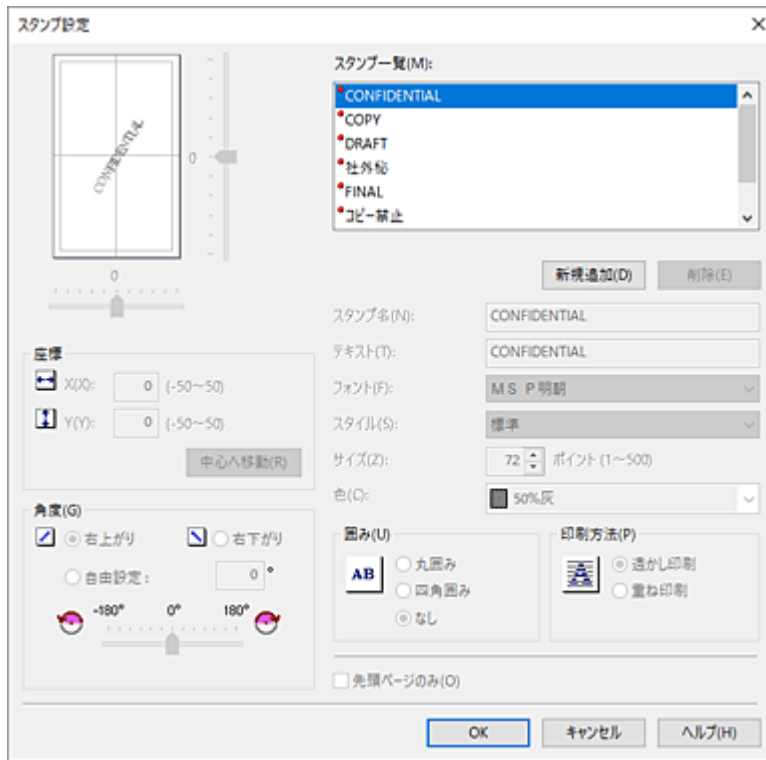 スタンプ設定
CONFIDENTIAL
0
0
スタンプ一覧(M):
CONFIDENTIAL
COPY
DRAFT
社外秘
FINAL
コピー禁止
新規追加(D) 削除(E)
スタンプ名(N): CONFIDENTIAL
テキスト(T): CONFIDENTIAL
フォント(F): MS P明朝
スタイル(S): 標準
サイズ(Z): 72 ポイント(1～500)
色(C): 50%灰
座標
X(X): 0 (-50～50)
Y(Y): 0 (-50～50)
中心へ移動(R)
角度(G)
右上がり 右下がり
自由設定: 0 °
-180° 0° 180°
囲み(U)
AB
丸囲み
四角囲み
なし
印刷方法(P)
A
透かし印刷
重ね印刷
先頭ページのみ(O)
OK キャンセル ヘルプ(H)